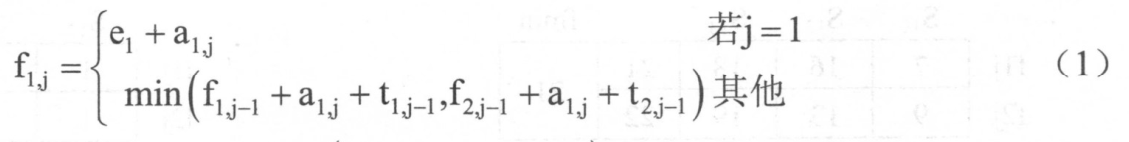 f₁,ⱼ = { e₁ + a₁,ⱼ 若j=1
min(f₁,ⱼ₋₁ + a₁,ⱼ + t₁,ⱼ₋₁,f₂,ⱼ₋₁ + a₁,ⱼ + t₂,ⱼ₋₁) 其他 (1)